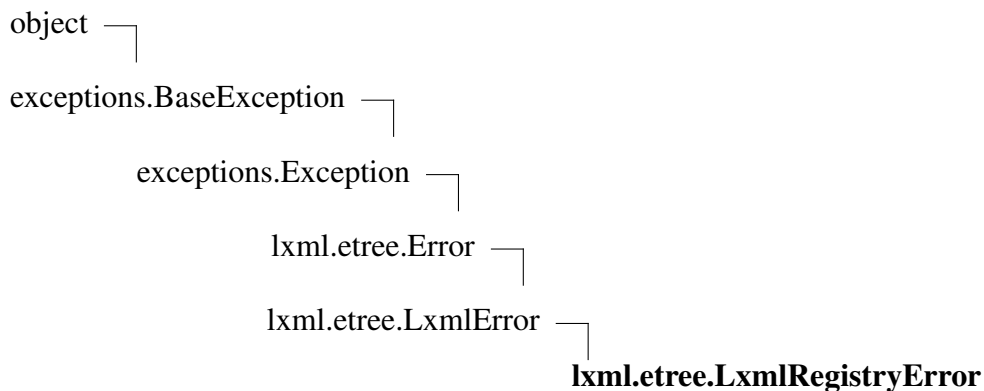 object
exceptions.BaseException
exceptions.Exception
lxml.etree.Error
lxml.etree.LxmlError
lxml.etree.LxmlRegistryError